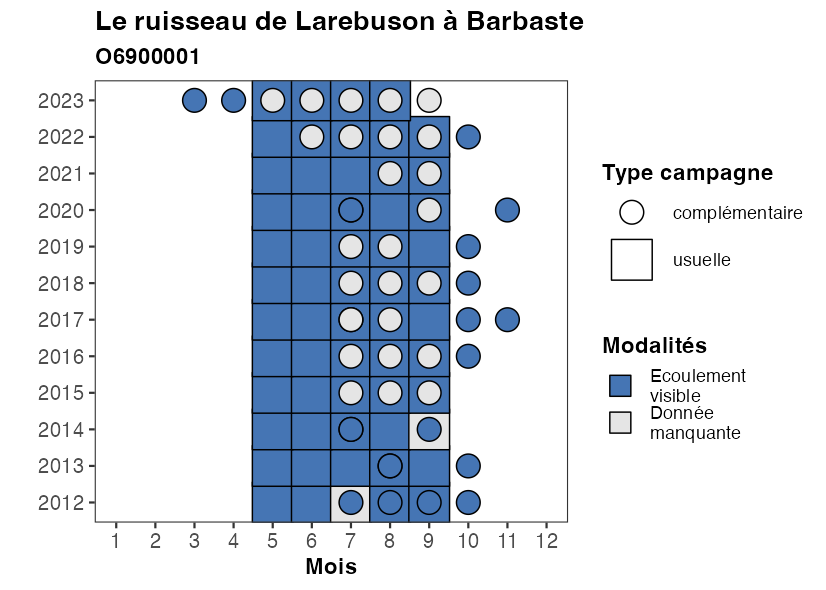 Le ruisseau de Larebuson à Barbaste
O6900001
2023
2022
2021
2020
2019
2018
2017
2016
2015
2014
2013
2012
1 2 3 4 5 6 7 8 9 10 11 12
Mois
Type campagne
complémentaire
usuelle
Modalités
Ecoulement
visible
Donnée
manquante